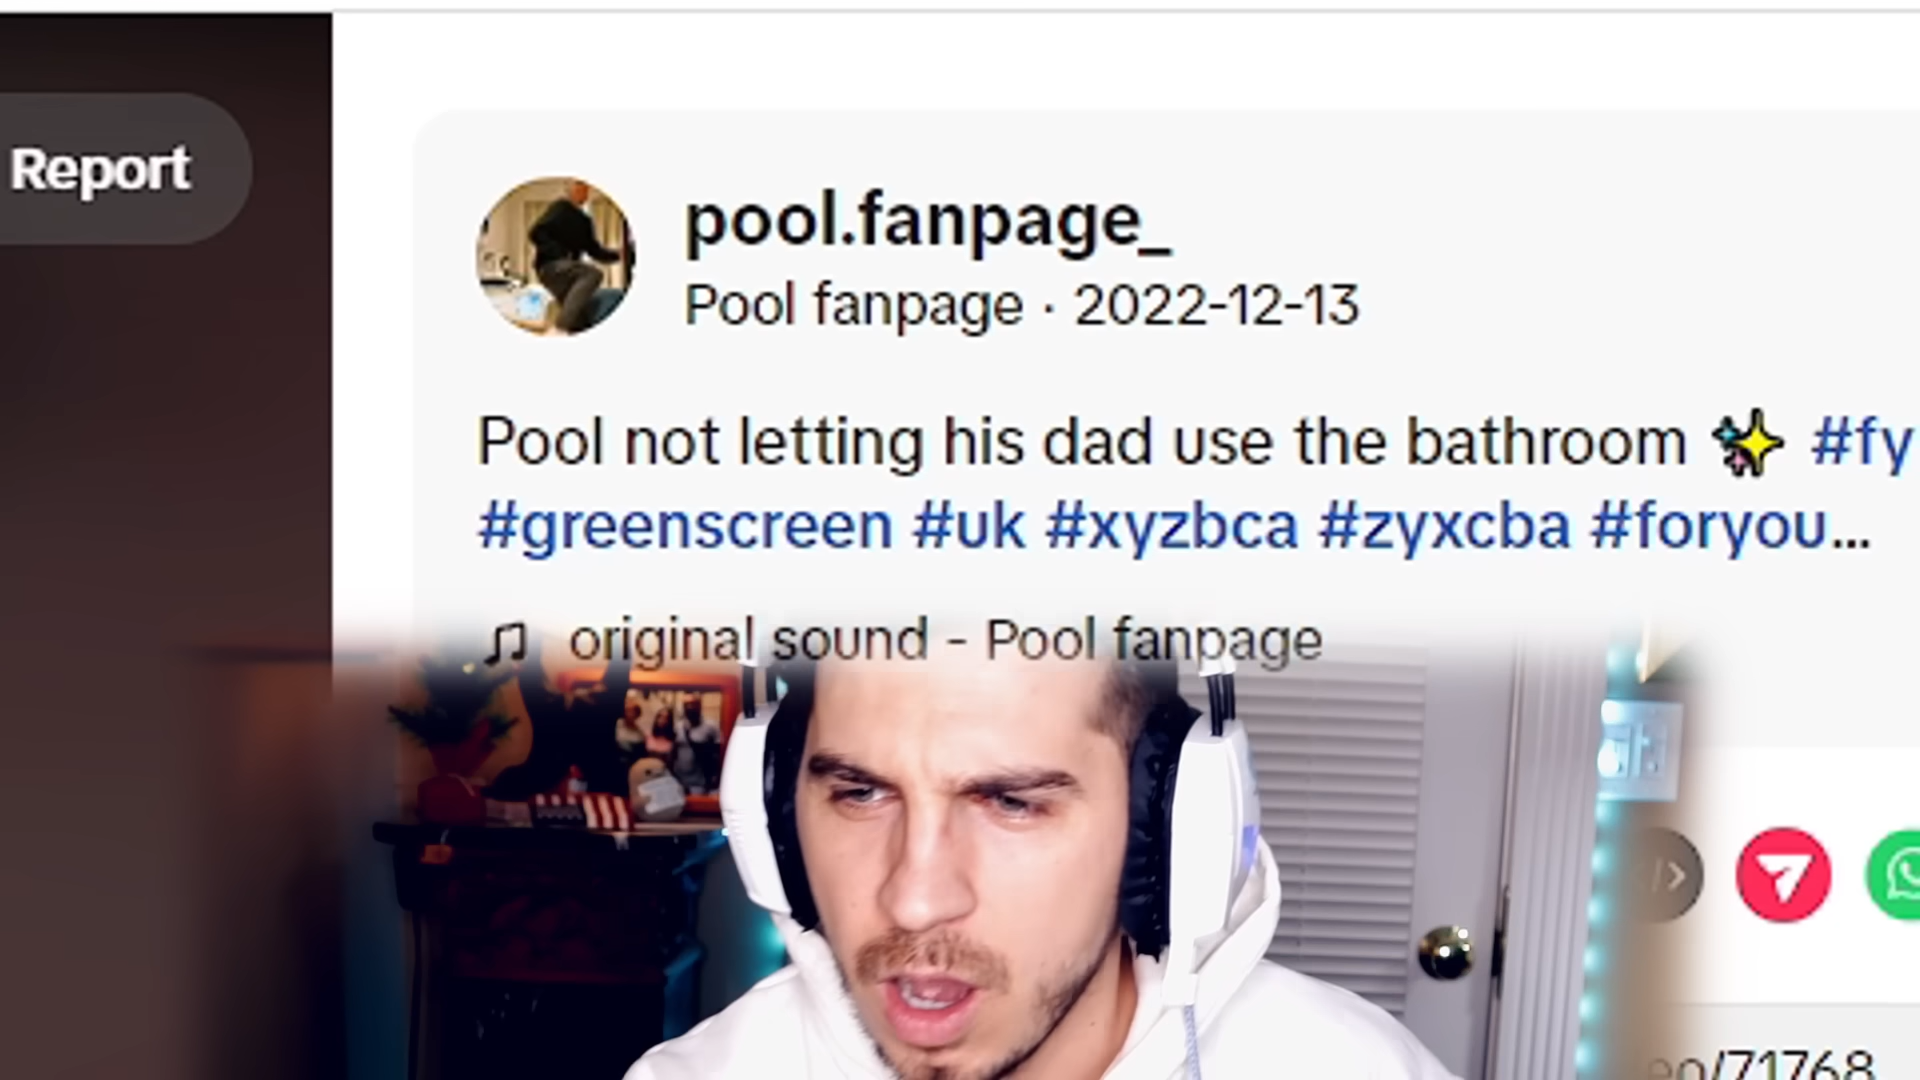 Report
pool.fanpage_
Pool fanpage · 2022-12-13
Pool not letting his dad use the bathroom ✨ #fy
#greenscreen #uk #xyzbca #zyxcba #foryou...
original sound - Pool fanpage
/71768